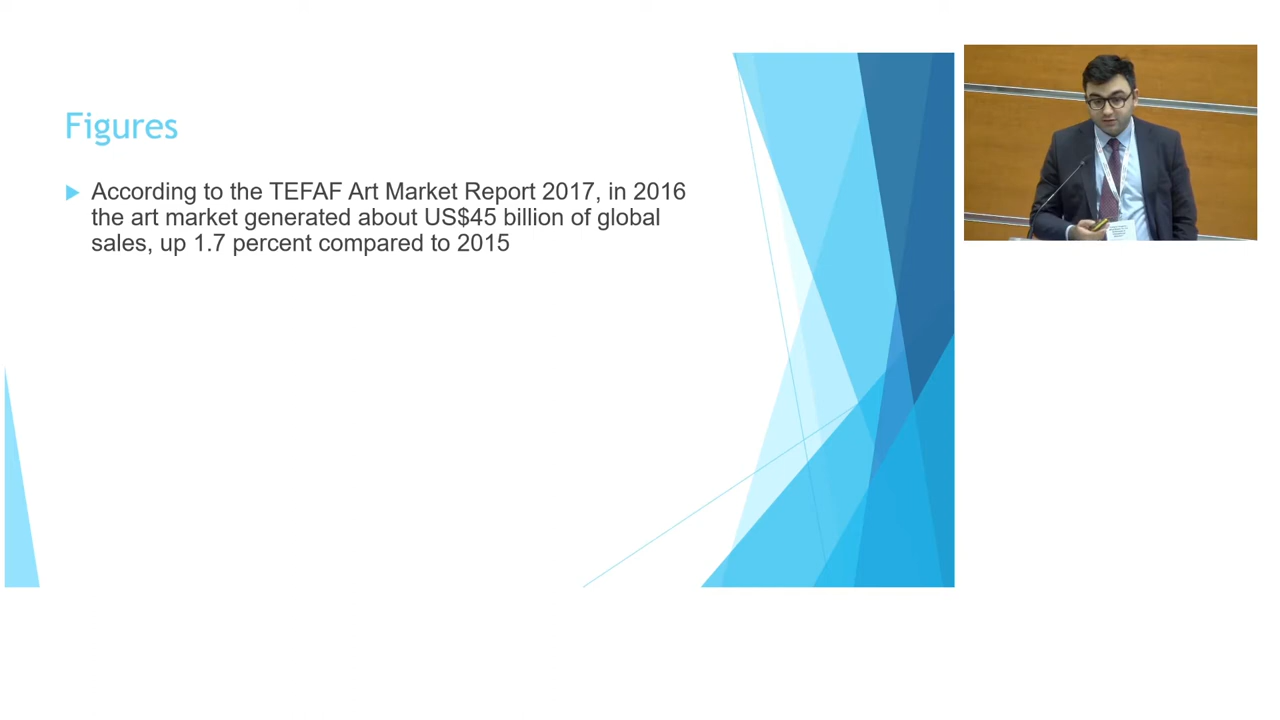 Figures
According to the TEFAF Art Market Report 2017, in 2016
the art market generated about US$45 billion of global
sales, up 1.7 percent compared to 2015